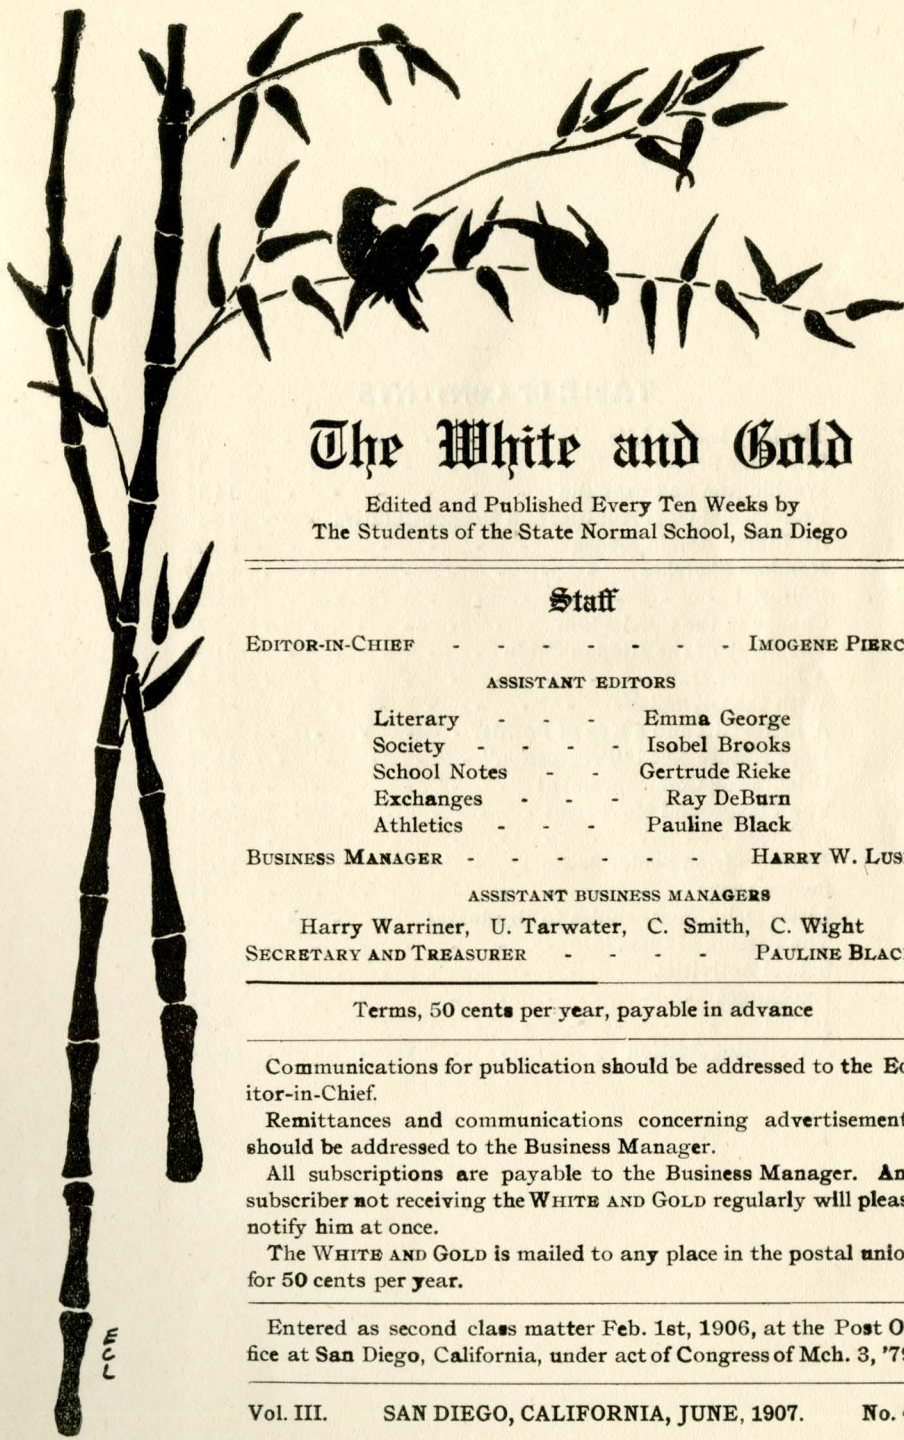 The White and Gold
Edited and Published Every Ten Weeks by
The Students of the State Normal School, San Diego
Staff
EDITOR-IN-CHIEF - - - - - - - IMOGENE PIERC
ASSISTANT EDITORS
Literary - - - Emma George
Society - - - - Isobel Brooks
School Notes - - Gertrude Rieke
Exchanges - - - Ray DeBurn
Athletics - - - Pauline Black
BUSINESS MANAGER - - - - - - HARRY W. LUS
ASSISTANT BUSINESS MANAGERS
Harry Warriner, U. Tarwater, C. Smith, C. Wight
SECRETARY AND TREASURER - - - - PAULINE BLAC
Terms, 50 cents per year, payable in advance
Communications for publication should be addressed to the Ed
itor-in-Chief.
Remittances and communications concerning advertisement
should be addressed to the Business Manager.
All subscriptions are payable to the Business Manager. An
subscriber not receiving the WHITE AND GOLD regularly will pleas
notify him at once.
The WHITE AND GOLD is mailed to any place in the postal unio
for 50 cents per year.
Entered as second class matter Feb. 1st, 1906, at the Post O
fice at San Diego, California, under act of Congress of Mch. 3, '79
ECL
Vol. III. SAN DIEGO, CALIFORNIA, JUNE, 1907. No.